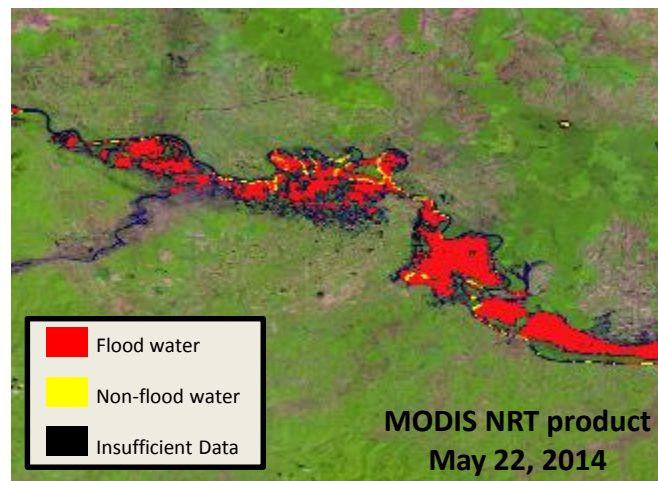 Flood water
Non-flood water
Insufficient Data
MODIS NRT product
May 22, 2014